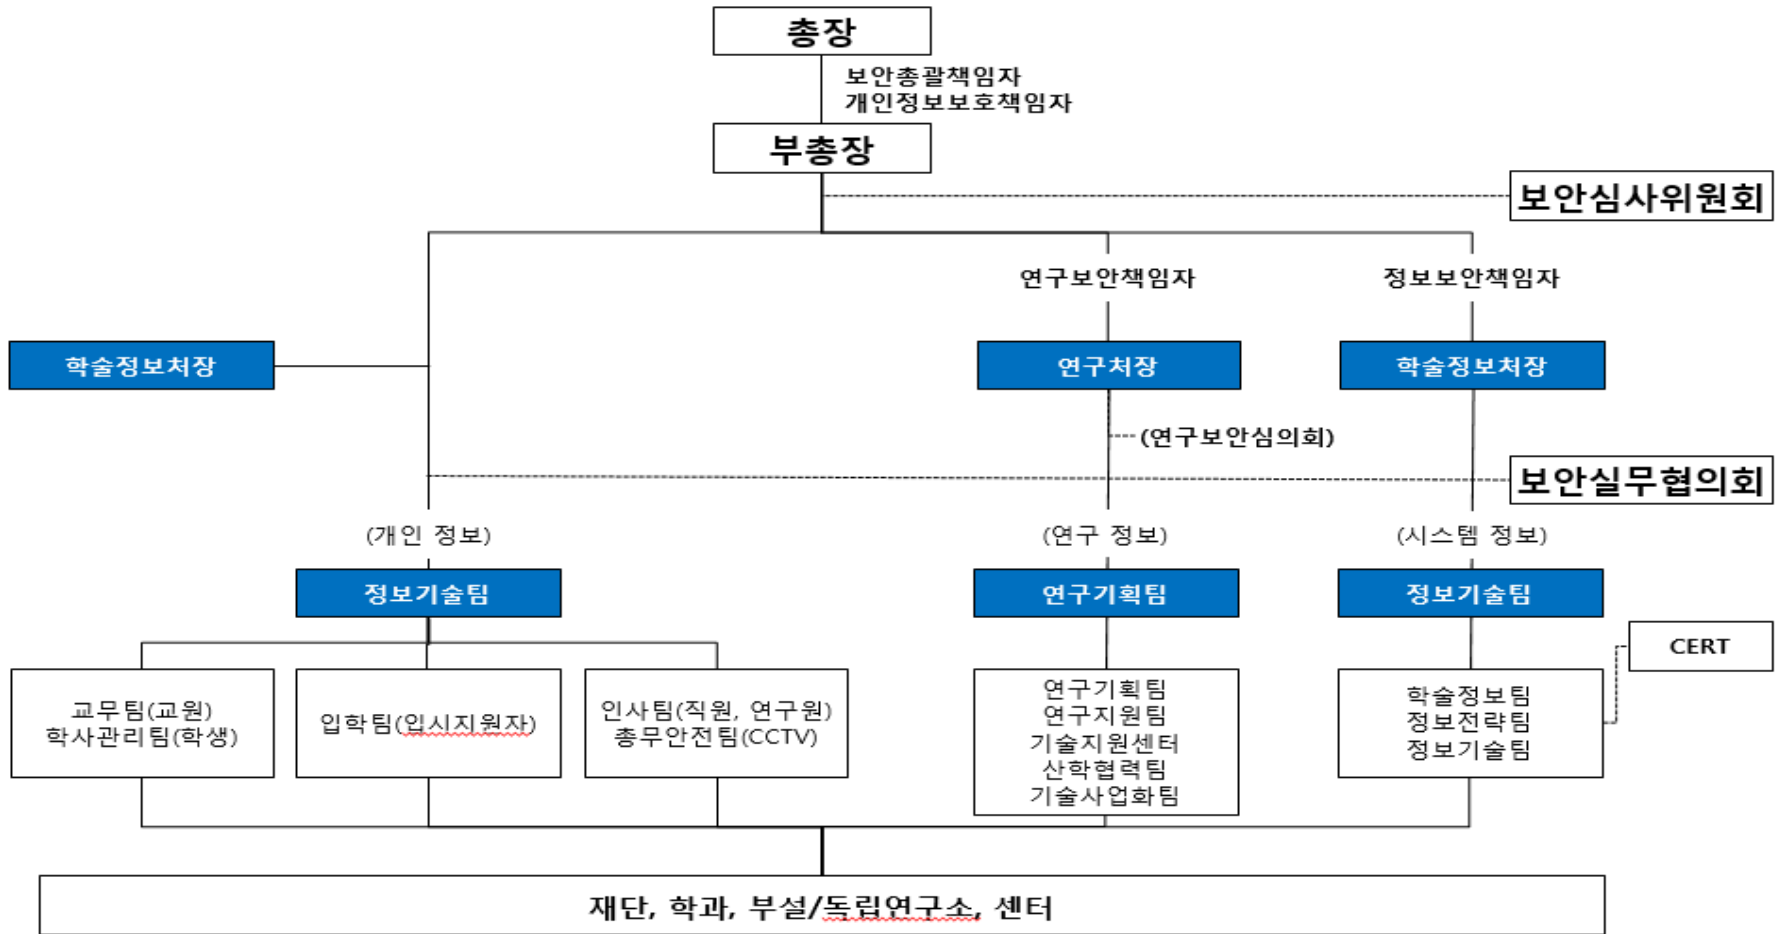 총장
보안총괄책임자
개인정보보호책임자
부총장
보안심사위원회
연구보안책임자
정보보안책임자
학술정보처장
연구처장
학술정보처장
(연구보안심의회)
보안실무협의회
(개인 정보)
(연구 정보)
(시스템 정보)
정보기술팀
연구기획팀
정보기술팀
CERT
교무팀(교원)
학사관리팀(학생)
입학팀(입시지원자)
인사팀(직원, 연구원)
총무안전팀(CCTV)
연구기획팀
연구지원팀
기술지원센터
산학협력팀
기술사업화팀
학술정보팀
정보전략팀
정보기술팀
재단, 학과, 부설/독립연구소, 센터